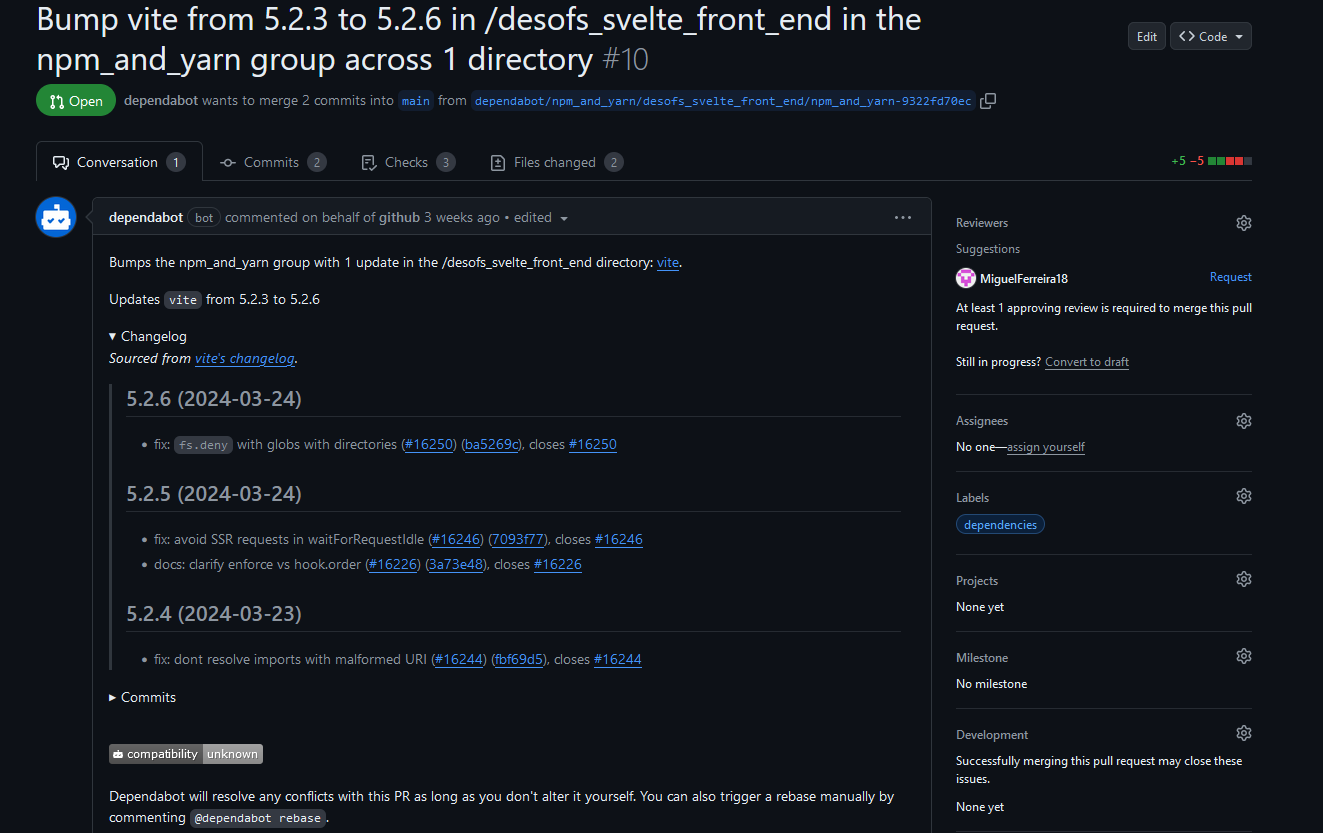 Bump vite from 5.2.3 to 5.2.6 in /desofs_svelte_front_end in the
npm_and_yarn group across 1 directory #10
Edit
Code
Open
dependabot wants to merge 2 commits into main from dependabot/npm_and_yarn/desofs_svelte_front_end/npm_and_yarn-9322fd70ec
Conversation 1
Commits 2
Checks 3
Files changed 2
+5 −5
dependabot bot commented on behalf of github 3 weeks ago • edited
Bumps the npm_and_yarn group with 1 update in the /desofs_svelte_front_end directory: vite.
Updates vite from 5.2.3 to 5.2.6
Changelog
Sourced from vite's changelog.
5.2.6 (2024-03-24)
• fix: fs.deny with globs with directories (#16250) (ba5269c), closes #16250
5.2.5 (2024-03-24)
• fix: avoid SSR requests in waitForRequestIdle (#16246) (7093f77), closes #16246
• docs: clarify enforce vs hook.order (#16226) (3a73e48), closes #16226
5.2.4 (2024-03-23)
• fix: dont resolve imports with malformed URI (#16244) (fbf69d5), closes #16244
Commits
compatibility unknown
Dependabot will resolve any conflicts with this PR as long as you don't alter it yourself. You can also trigger a rebase manually by
commenting @dependabot rebase.
Reviewers
Suggestions
MiguelFerreira18
Request
At least 1 approving review is required to merge this pull
request.
Still in progress? Convert to draft
Assignees
No one—assign yourself
Labels
dependencies
Projects
None yet
Milestone
No milestone
Development
Successfully merging this pull request may close these
issues.
None yet